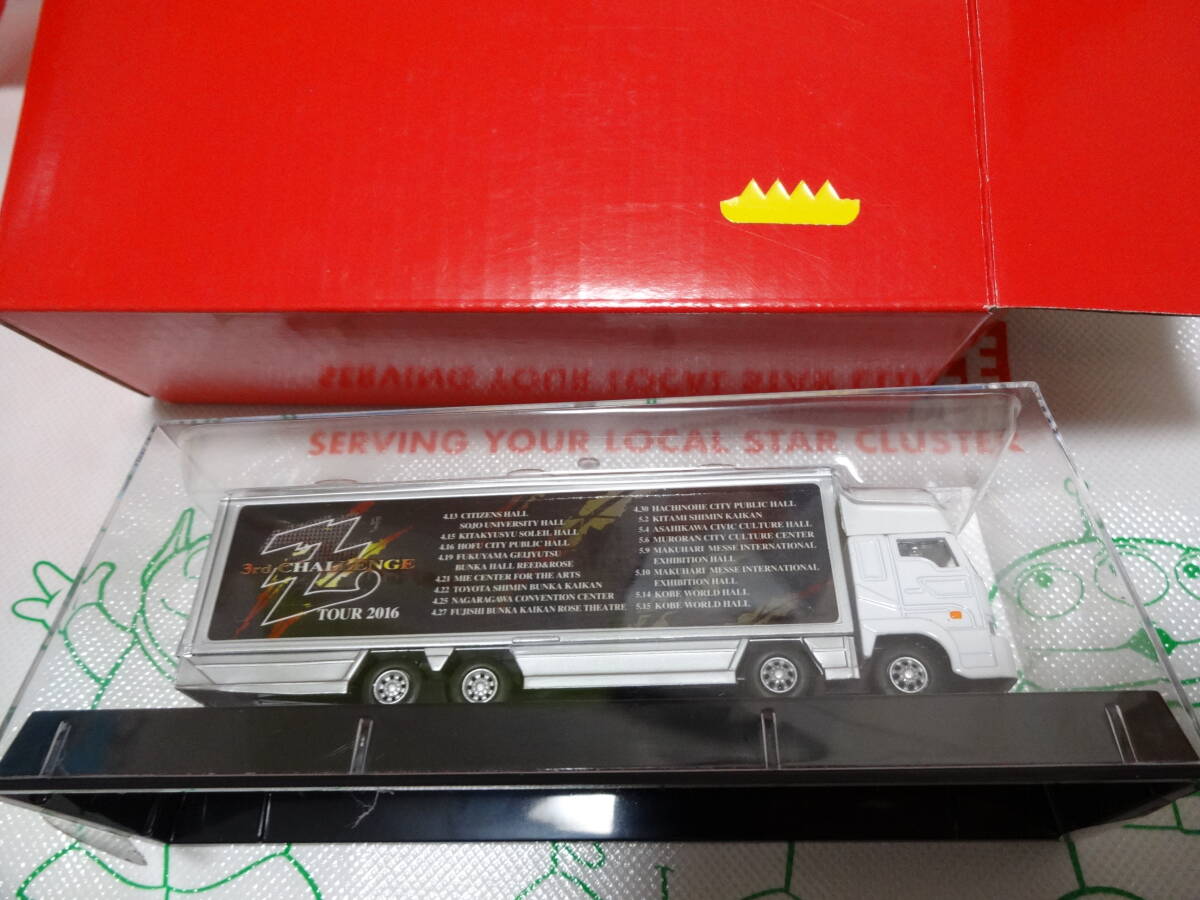 SERVING YOUR LOCAL STAR CLUSTER
3rd CHALLENGE
TOUR 2016
4.13 CITIZENS HALL
SOJO UNIVERSITY HALL
4.15 KITAKYUSYU SOLEIL HALL
4.16 HOFU CITY PUBLIC HALL
4.19 FUKUYAMA GEIJYUTSU
BUNKA HALL REED&ROSE
4.21 MIE CENTER FOR THE ARTS
4.22 TOYOTA SHIMIN BUNKA KAIKAN
4.25 NAGARAGAWA CONVENTION CENTER
4.27 FUJISHI BUNKA KAIKAN ROSE THEATRE
4.30 HACHINOHE CITY PUBLIC HALL
5.2 KITAMI SHIMIN KAIKAN
5.4 ASAHIKAWA CIVIC CULTURE HALL
5.6 MURORAN CITY CULTURE CENTER
5.9 MAKUHARI MESSE INTERNATIONAL
EXHIBITION HALL
5.10 MAKUHARI MESSE INTERNATIONAL
EXHIBITION HALL
5.14 KOBE WORLD HALL
5.15 KOBE WORLD HALL